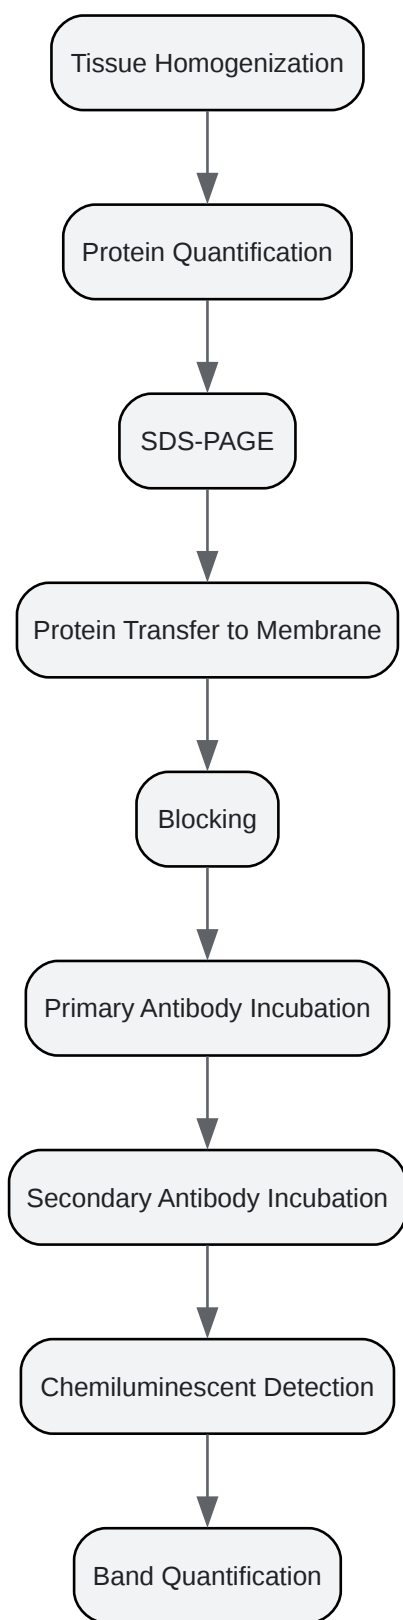 Tissue Homogenization
Protein Quantification
SDS-PAGE
Protein Transfer to Membrane
Blocking
Primary Antibody Incubation
Secondary Antibody Incubation
Chemiluminescent Detection
Band Quantification